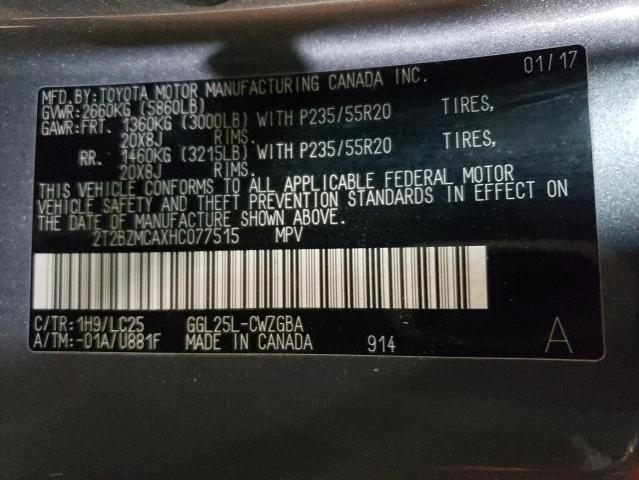 01/17
MFD.BY:TOYOTA MOTOR MANUFACTURING CANADA INC.
GVWR:2660KG (5860LB)
GAWR:FRT. 1360KG (3000LB) WITH P235/55R20 TIRES,
20X8J RIMS.
RR. 1460KG (3215LB) WITH P235/55R20 TIRES,
20X8J RIMS.
THIS VEHICLE CONFORMS TO ALL APPLICABLE FEDERAL MOTOR
VEHICLE SAFETY AND THEFT PREVENTION STANDARDS IN EFFECT ON
THE DATE OF MANUFACTURE SHOWN ABOVE.
2T2BZMCAXHC077515 MPV
C/TR:1H9/LC25 GGL25L-CWZGBA
A/TM:-01A/U881F MADE IN CANADA 914 A